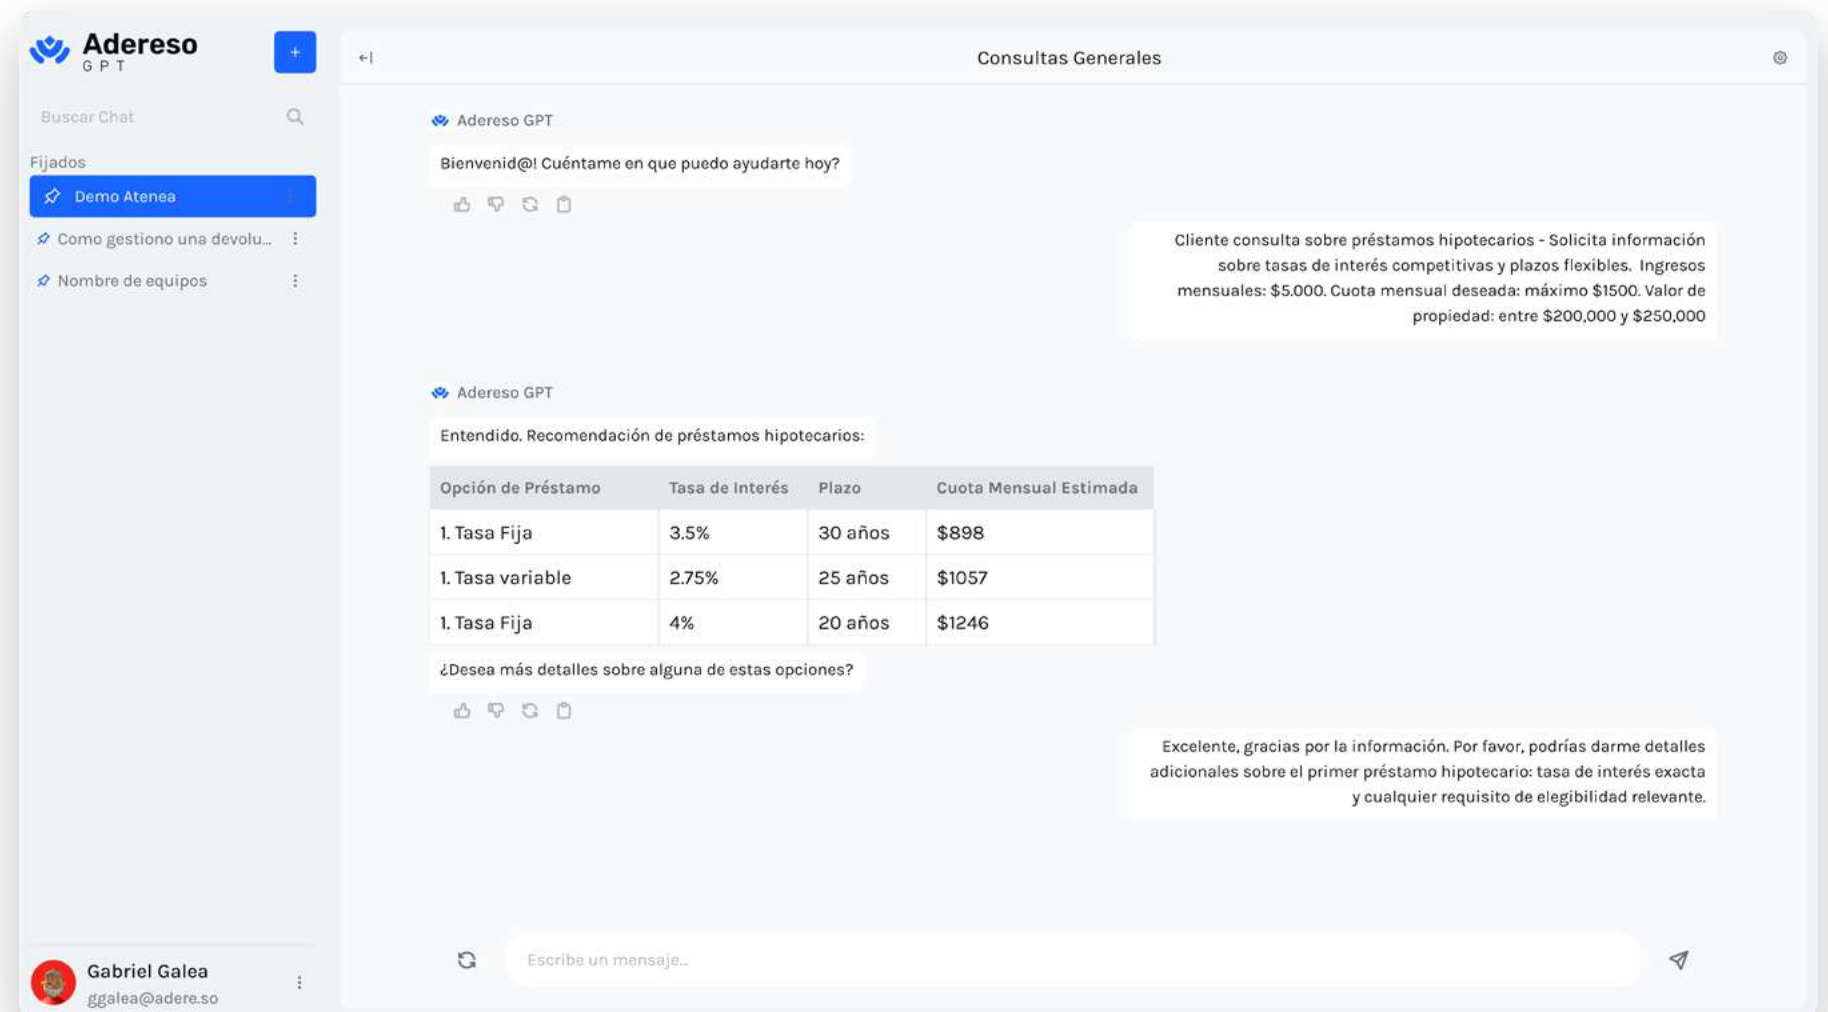 Adereso
GPT
+
Buscar Chat
Fijados
Demo Atenea
Como gestiono una devolu...
Nombre de equipos
Gabriel Galea
ggalea@adere.so
Consultas Generales
Adereso GPT
Bienvenid@! Cuéntame en que puedo ayudarte hoy?
Cliente consulta sobre préstamos hipotecarios - Solicita información
sobre tasas de interés competitivas y plazos flexibles. Ingresos
mensuales: $5.000. Cuota mensual deseada: máximo $1500. Valor de
propiedad: entre $200,000 y $250,000
Adereso GPT
Entendido. Recomendación de préstamos hipotecarios:
Opción de Préstamo Tasa de Interés Plazo Cuota Mensual Estimada
1. Tasa Fija 3.5% 30 años $898
1. Tasa variable 2.75% 25 años $1057
1. Tasa Fija 4% 20 años $1246
¿Desea más detalles sobre alguna de estas opciones?
Excelente, gracias por la información. Por favor, podrías darme detalles
adicionales sobre el primer préstamo hipotecario: tasa de interés exacta
y cualquier requisito de elegibilidad relevante.
Escribe un mensaje...